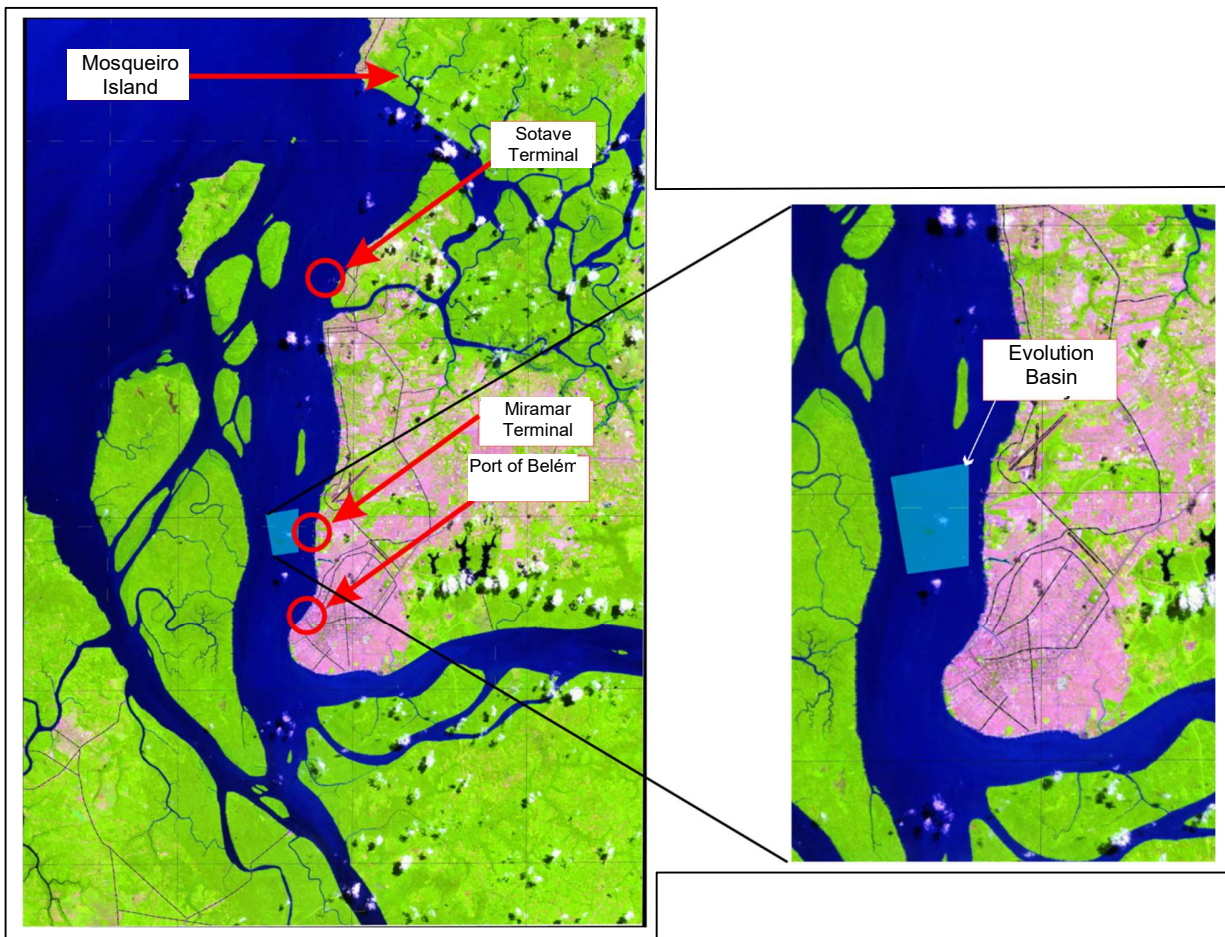 Mosqueiro
Island
Sotave
Terminal
Miramar
Terminal
Port of Belém
Evolution
Basin